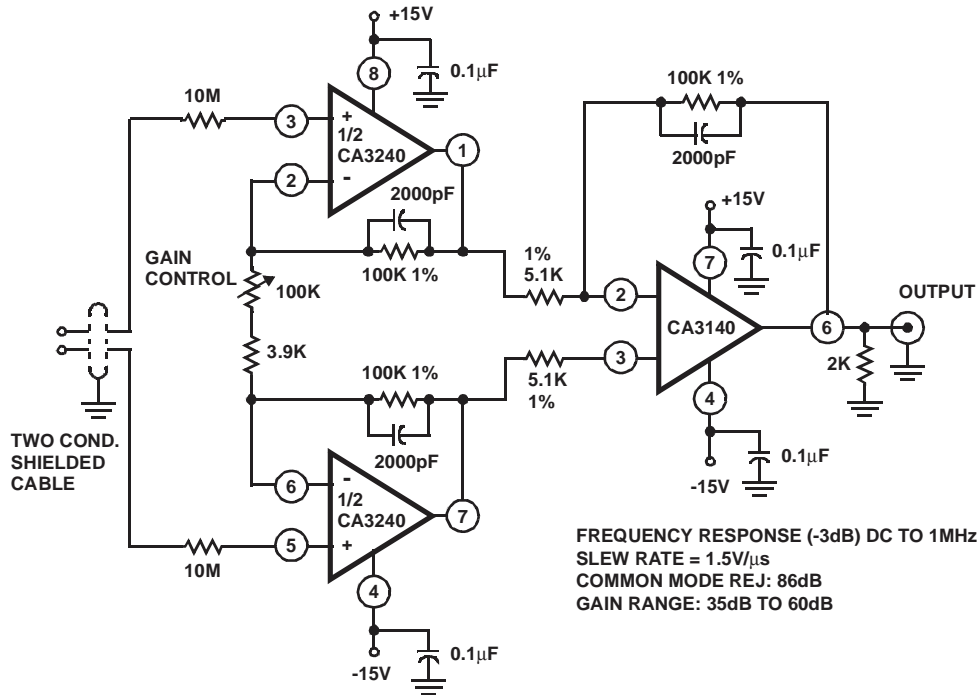 +15V
8
0.1µF
10M
3
+
1/2
CA3240
1
2
-
2000pF
100K 1%
GAIN
CONTROL
100K
3.9K
100K 1%
2000pF
TWO COND.
SHIELDED
CABLE
6
-
1/2
CA3240
7
5
+
10M
4
-15V
0.1µF
100K 1%
2000pF
+15V
7
0.1µF
1%
5.1K
2
CA3140
6
OUTPUT
3
5.1K
1%
2K
4
-15V
0.1µF
FREQUENCY RESPONSE (-3dB) DC TO 1MHz
SLEW RATE = 1.5V/µs
COMMON MODE REJ: 86dB
GAIN RANGE: 35dB TO 60dB